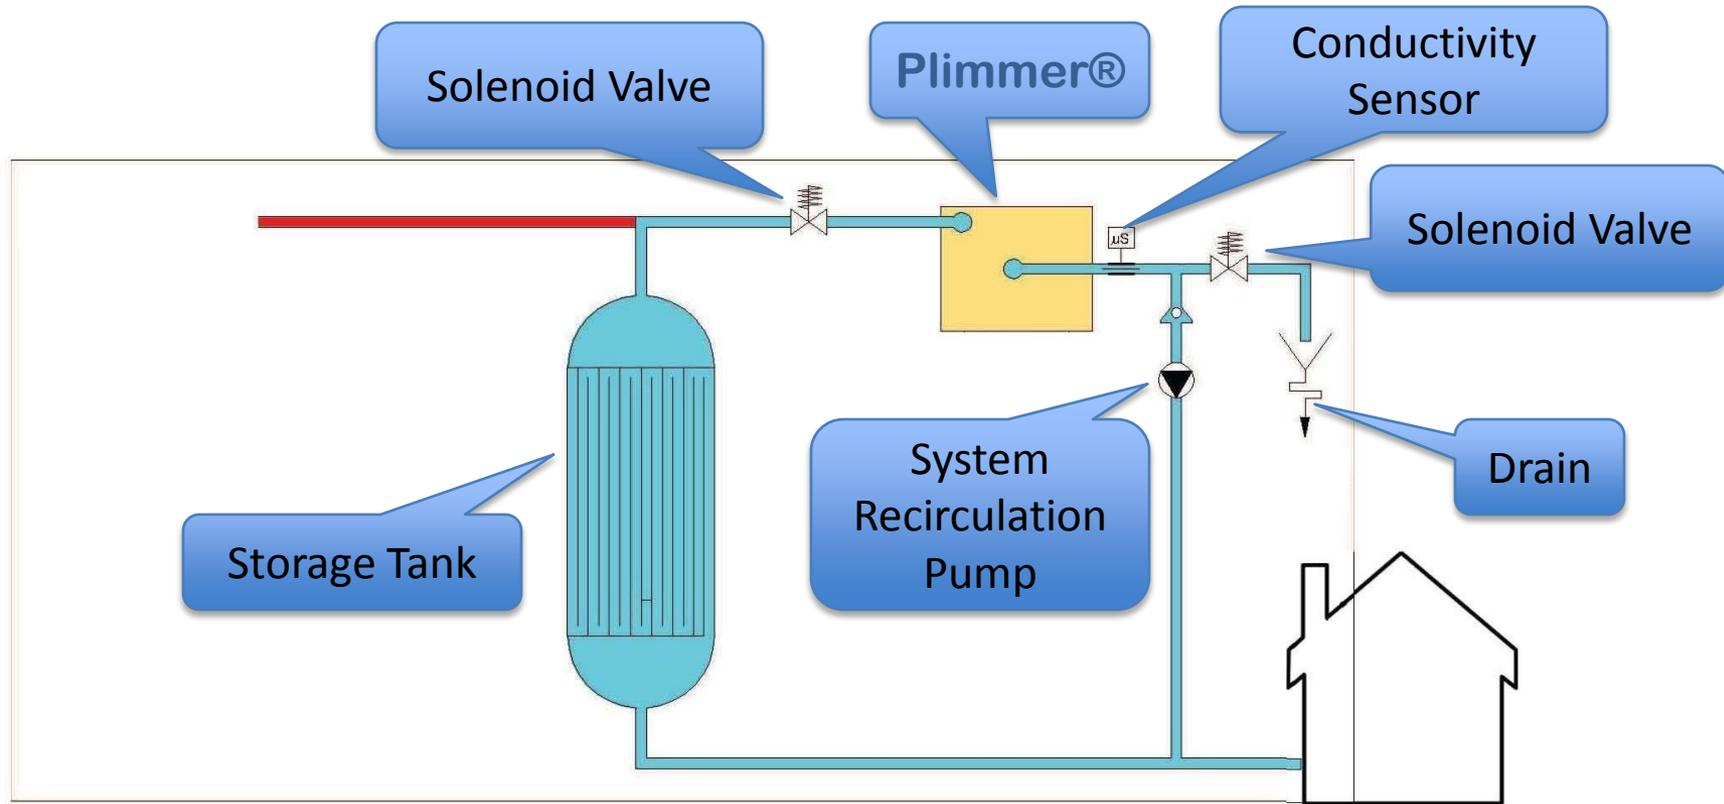 Solenoid Valve
Plimmer®
Conductivity
Sensor
Solenoid Valve
µS
System
Recirculation
Pump
Drain
Storage Tank